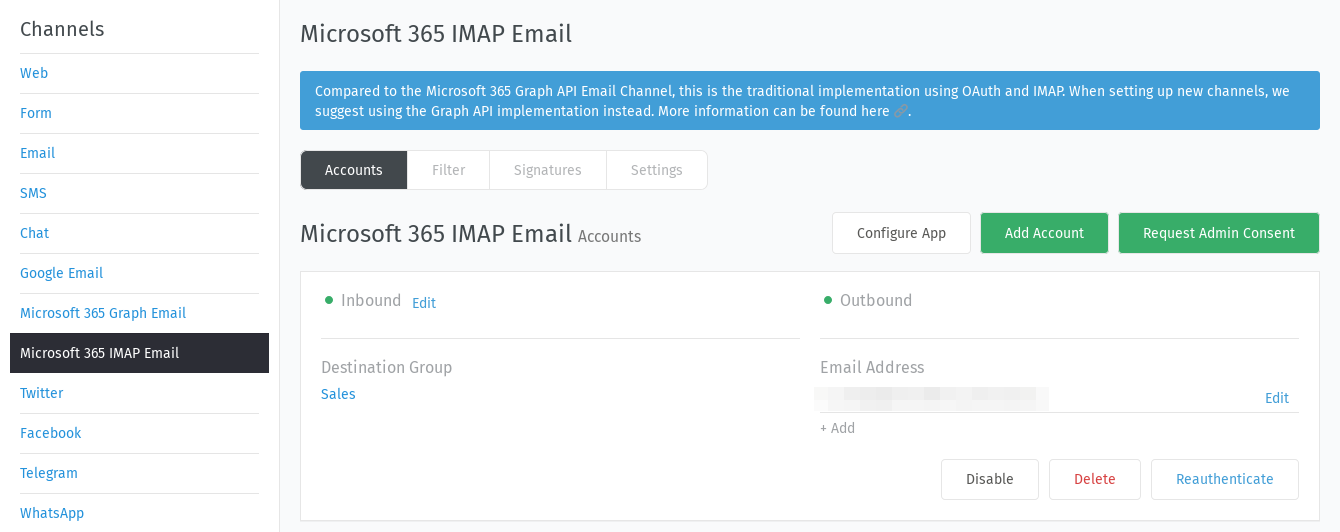 Channels
Web
Form
Email
SMS
Chat
Google Email
Microsoft 365 Graph Email
Microsoft 365 IMAP Email
Twitter
Facebook
Telegram
WhatsApp
Microsoft 365 IMAP Email
Compared to the Microsoft 365 Graph API Email Channel, this is the traditional implementation using OAuth and IMAP. When setting up new channels, we
suggest using the Graph API implementation instead. More information can be found here 🔗.
Accounts Filter Signatures Settings
Microsoft 365 IMAP Email Accounts
Configure App Add Account Request Admin Consent
Inbound Edit
Destination Group
Sales
Outbound
Email Address
Edit
+ Add
Disable Delete Reauthenticate